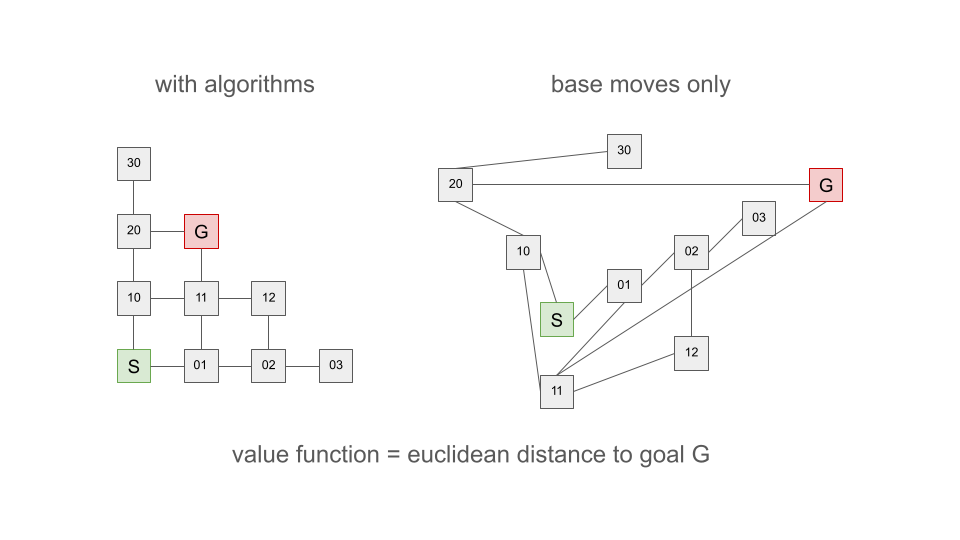 with algorithms
base moves only
30
20 G
10 11 12
S 01 02 03
30
20
G
03
10
02
01
S
12
11
value function = euclidean distance to goal G